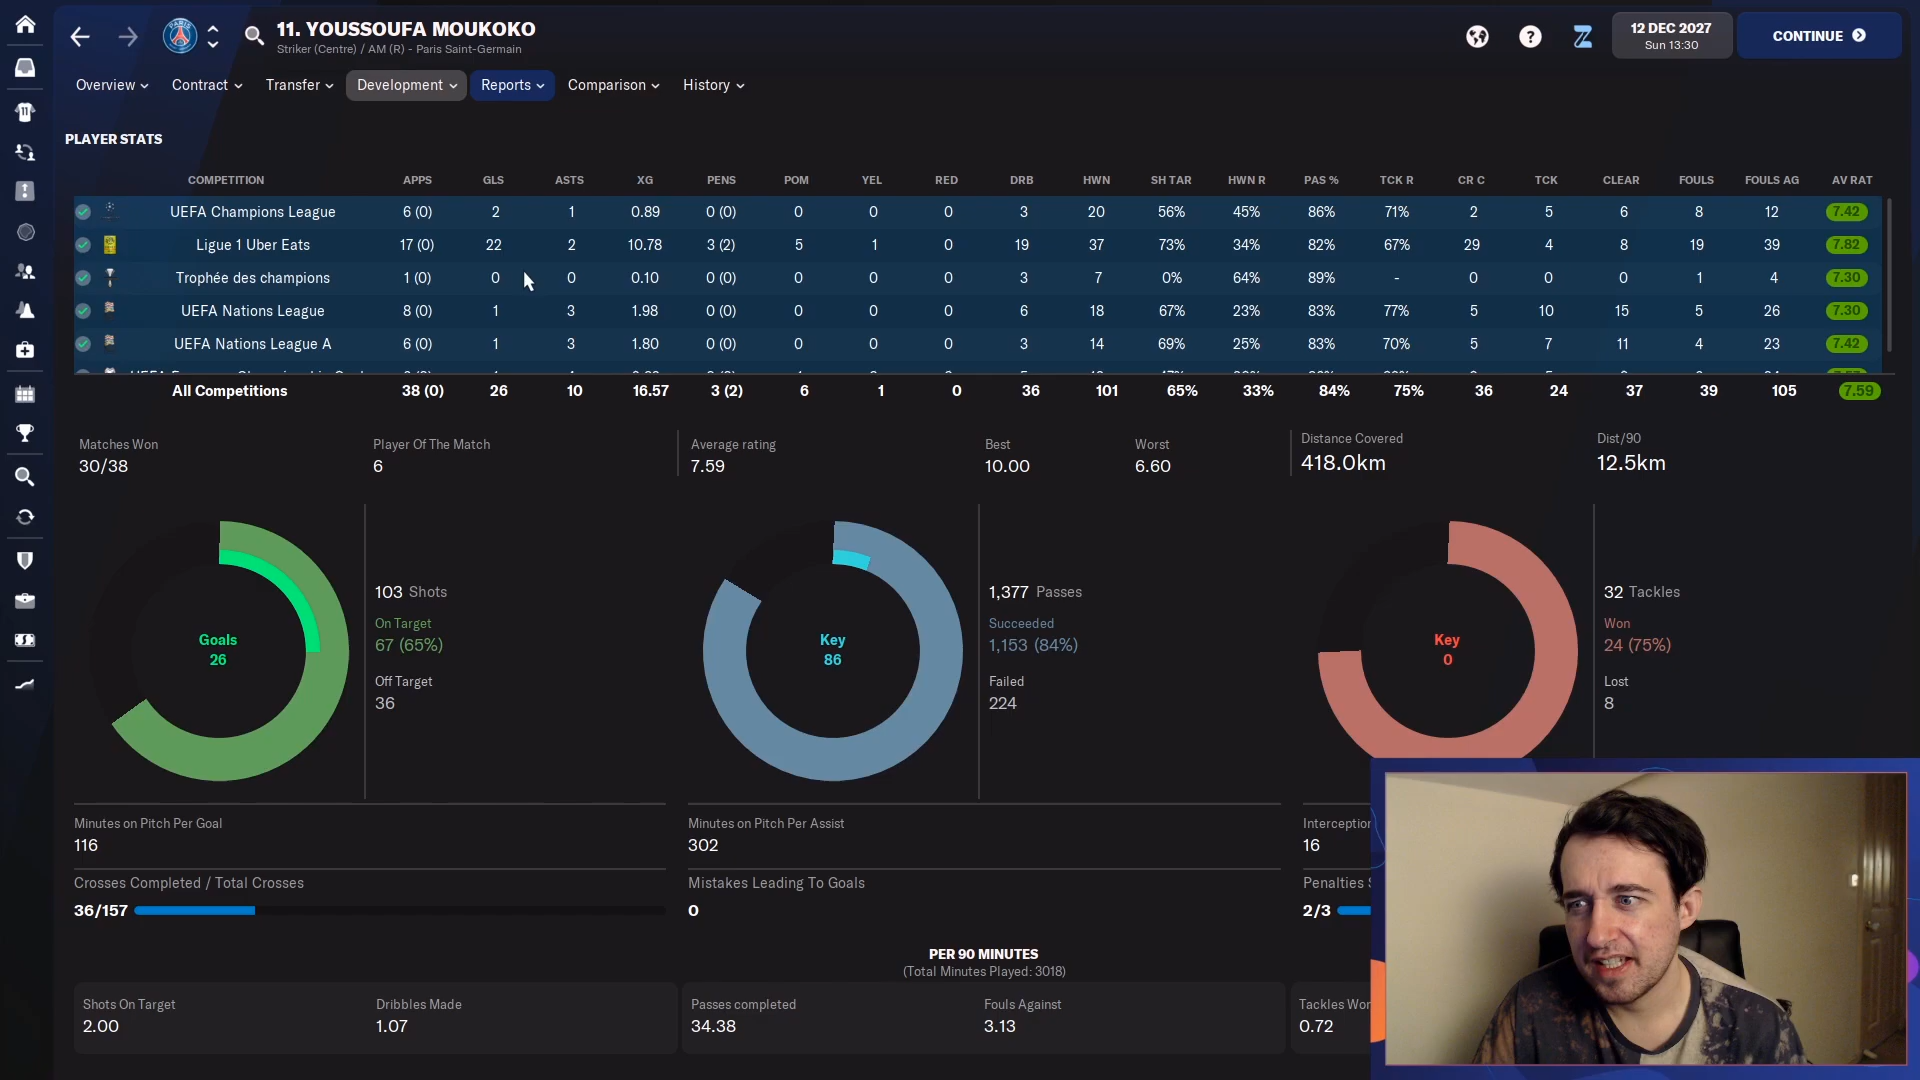 11. YOUSSOUFA MOUKOKO
Striker (Centre) / AM (R) - Paris Saint-Germain
12 DEC 2027
Sun 13:30
CONTINUE
Overview Contract Transfer Development Reports Comparison History
PLAYER STATS
COMPETITION APPS GLS ASTS XG PENS POM YEL RED DRB HWN SH TAR HWN R PAS % TCK R CR C TCK CLEAR FOULS FOULS AG AV RAT
UEFA Champions League 6 (0) 2 1 0.89 0 (0) 0 0 0 3 20 56% 45% 86% 71% 2 5 6 8 12 7.42
Ligue 1 Uber Eats 17 (0) 22 2 10.78 3 (2) 5 1 0 19 37 73% 34% 82% 67% 29 4 8 19 39 7.82
Trophée des champions 1 (0) 0 0 0.10 0 (0) 0 0 0 3 7 0% 64% 89% - 0 0 0 1 4 7.30
UEFA Nations League 8 (0) 1 3 1.98 0 (0) 0 0 0 6 18 67% 23% 83% 77% 5 10 15 5 26 7.30
UEFA Nations League A 6 (0) 1 3 1.80 0 (0) 0 0 0 3 14 69% 25% 83% 70% 5 7 11 4 23 7.42
All Competitions 38 (0) 26 10 16.57 3 (2) 6 1 0 36 101 65% 33% 84% 75% 36 24 37 39 105 7.59
Matches Won Player Of The Match Average rating Best Worst Distance Covered Dist/90
30/38 6 7.59 10.00 6.60 418.0km 12.5km
Goals
26
103 Shots
On Target
67 (65%)
Off Target
36
Key
86
1,377 Passes
Succeeded
1,153 (84%)
Failed
224
Key
0
32 Tackles
Won
24 (75%)
Lost
8
Minutes on Pitch Per Goal
116
Minutes on Pitch Per Assist
302
Interception
16
Crosses Completed / Total Crosses
36/157
Mistakes Leading To Goals
0
Penalties
2/3
PER 90 MINUTES
(Total Minutes Played: 3018)
Shots On Target
2.00
Dribbles Made
1.07
Passes completed
34.38
Fouls Against
3.13
Tackles Wo
0.72